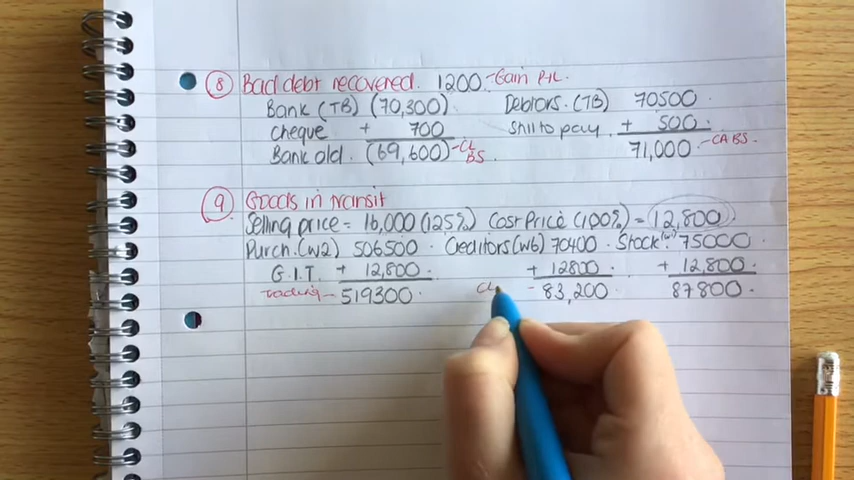 8 Bad debt recovered. 1200 - Gain P+L.
Bank (TB) (70,300) Debtors. (TB) 70500
cheque + 700 Still to pay + 500
Bank o/d. (69,600) - CL BS 71,000 - CA BS.
9 Goods in transit
Selling price = 16,000 (125%) Cost Price (100%) = 12,800
Purch. (W2) 506500 Creditors (W6) 70400 Stock 75000
G.I.T. + 12,800 + 12800 + 12,800
Trading - 519300 CL - 83,200 87800